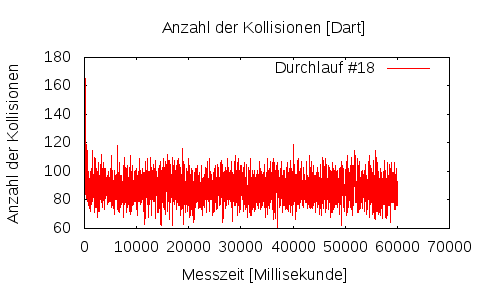 Anzahl der Kollisionen [Dart]
Durchlauf #18
Anzahl der Kollisionen
180
160
140
120
100
80
60
0 10000 20000 30000 40000 50000 60000 70000
Messzeit [Millisekunde]